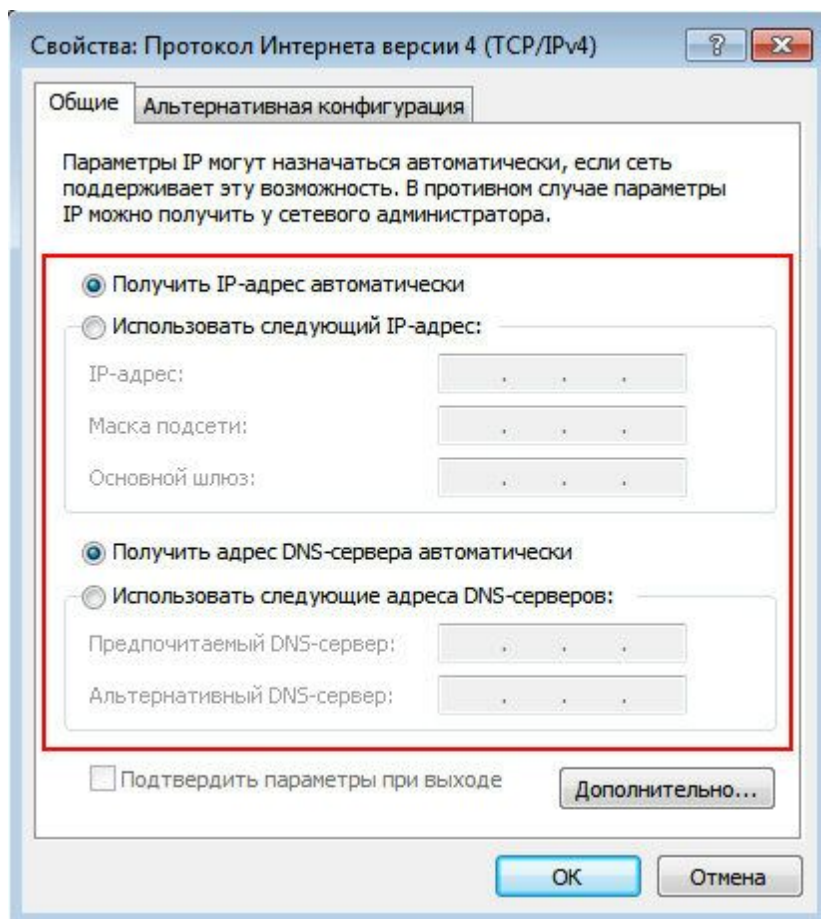 Свойства: Протокол Интернета версии 4 (TCP/IPv4)
Общие
Альтернативная конфигурация
Параметры IP могут назначаться автоматически, если сеть
поддерживает эту возможность. В противном случае параметры
IP можно получить у сетевого администратора.
Получить IP-адрес автоматически
Использовать следующий IP-адрес:
IP-адрес:
Маска подсети:
Основной шлюз:
Получить адрес DNS-сервера автоматически
Использовать следующие адреса DNS-серверов:
Предпочитаемый DNS-сервер:
Альтернативный DNS-сервер:
Подтвердить параметры при выходе
Дополнительно...
ОК
Отмена